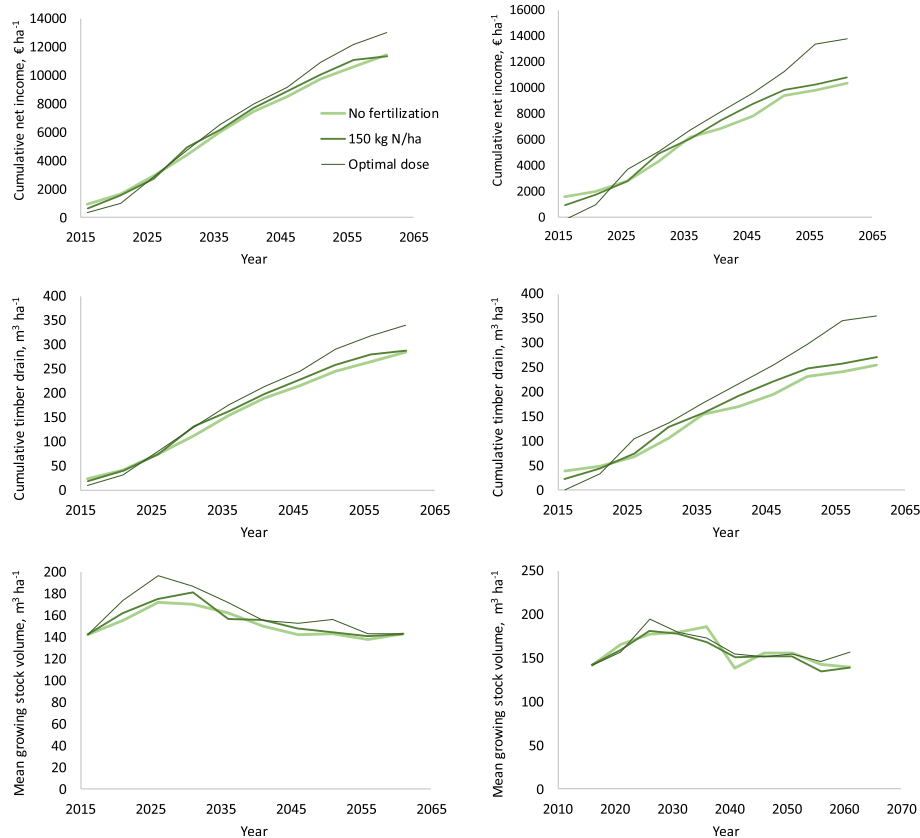 Cumulative net income, € ha-1
14000
12000
10000
8000
6000
4000
2000
0
No fertilization
150 kg N/ha
Optimal dose
2015 2025 2035 2045 2055 2065
Year
Cumulative net income, € ha-1
16000
14000
12000
10000
8000
6000
4000
2000
0
2015 2025 2035 2045 2055 2065
Year
Cumulative timber drain, m3 ha-1
400
350
300
250
200
150
100
50
0
2015 2025 2035 2045 2055 2065
Year
Cumulative timber drain, m3 ha-1
400
350
300
250
200
150
100
50
0
2015 2025 2035 2045 2055 2065
Year
Mean growing stock volume, m3 ha-1
200
180
160
140
120
100
80
60
40
20
0
2015 2025 2035 2045 2055 2065
Year
Mean growing stock volume, m3 ha-1
250
200
150
100
50
0
2010 2020 2030 2040 2050 2060 2070
Year